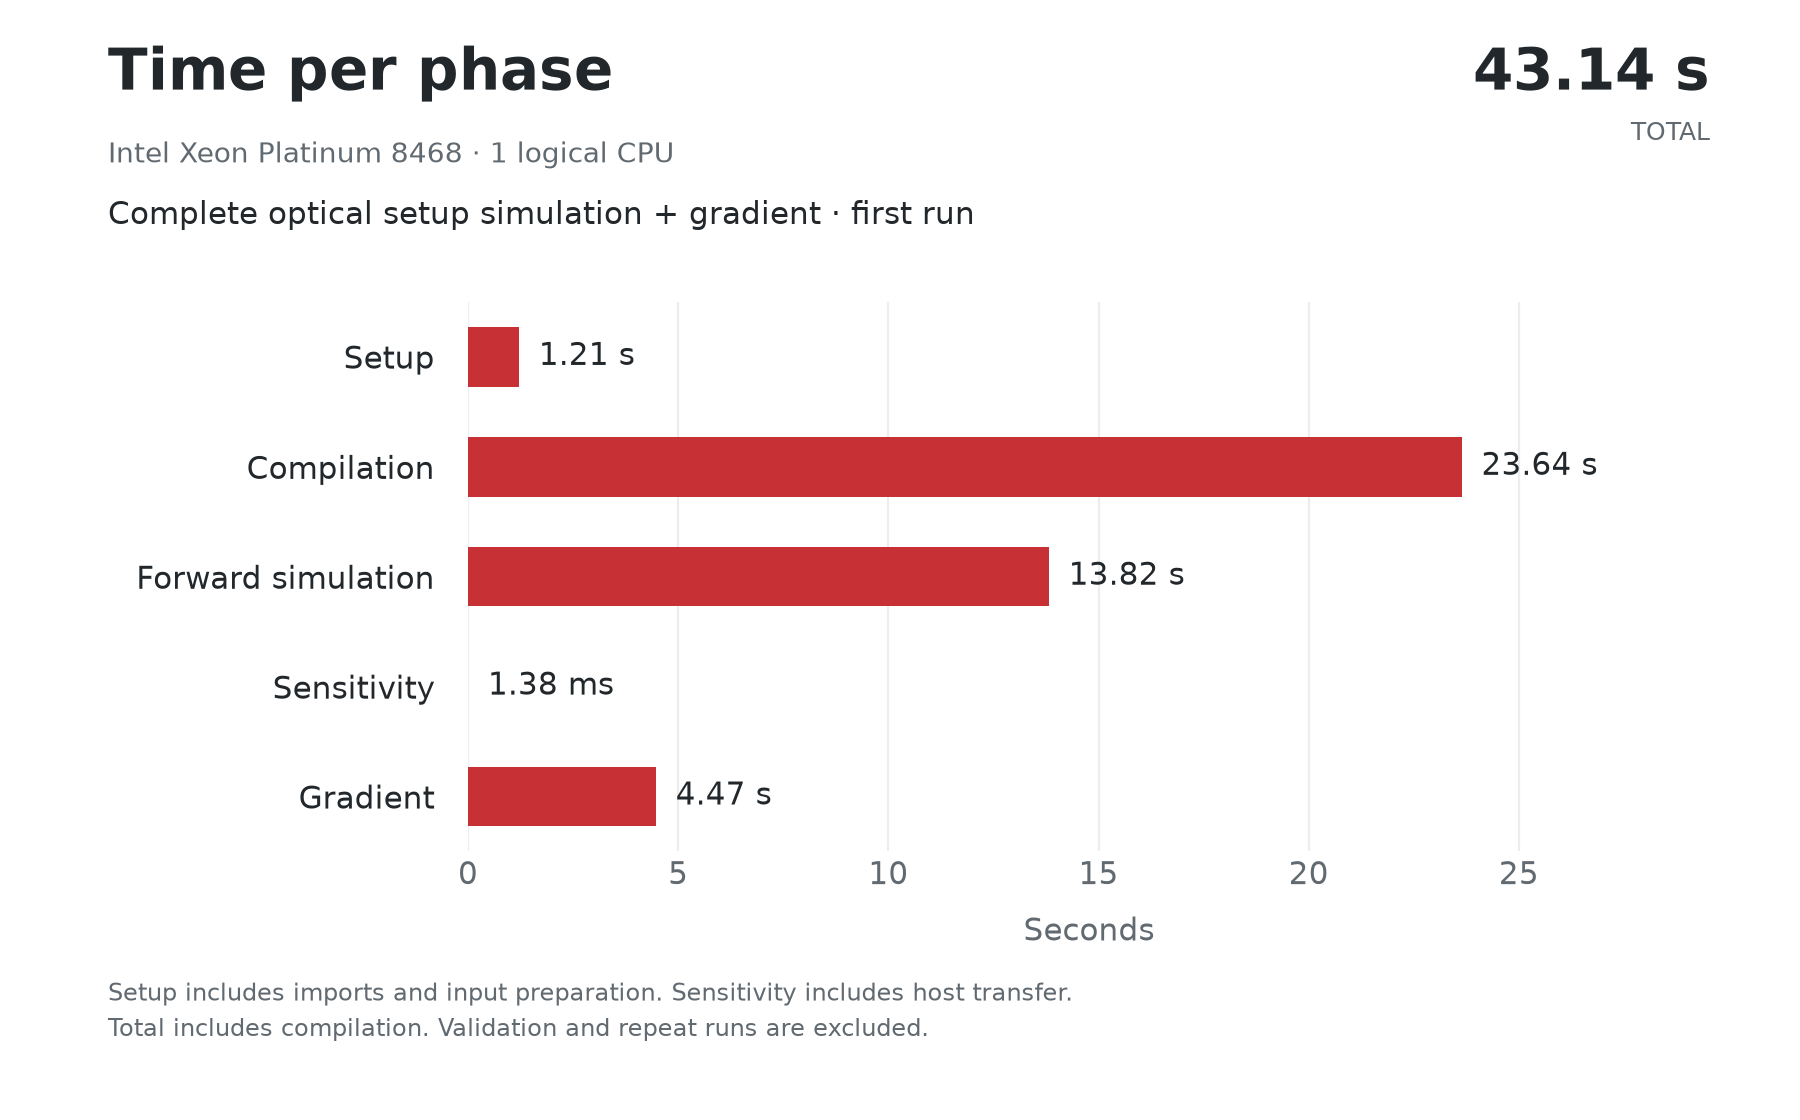 Time per phase
43.14 s
TOTAL
Intel Xeon Platinum 8468 · 1 logical CPU
Complete optical setup simulation + gradient · first run
Setup
1.21 s
Compilation
23.64 s
Forward simulation
13.82 s
Sensitivity
1.38 ms
Gradient
4.47 s
0 5 10 15 20 25
Seconds
Setup includes imports and input preparation. Sensitivity includes host transfer.
Total includes compilation. Validation and repeat runs are excluded.